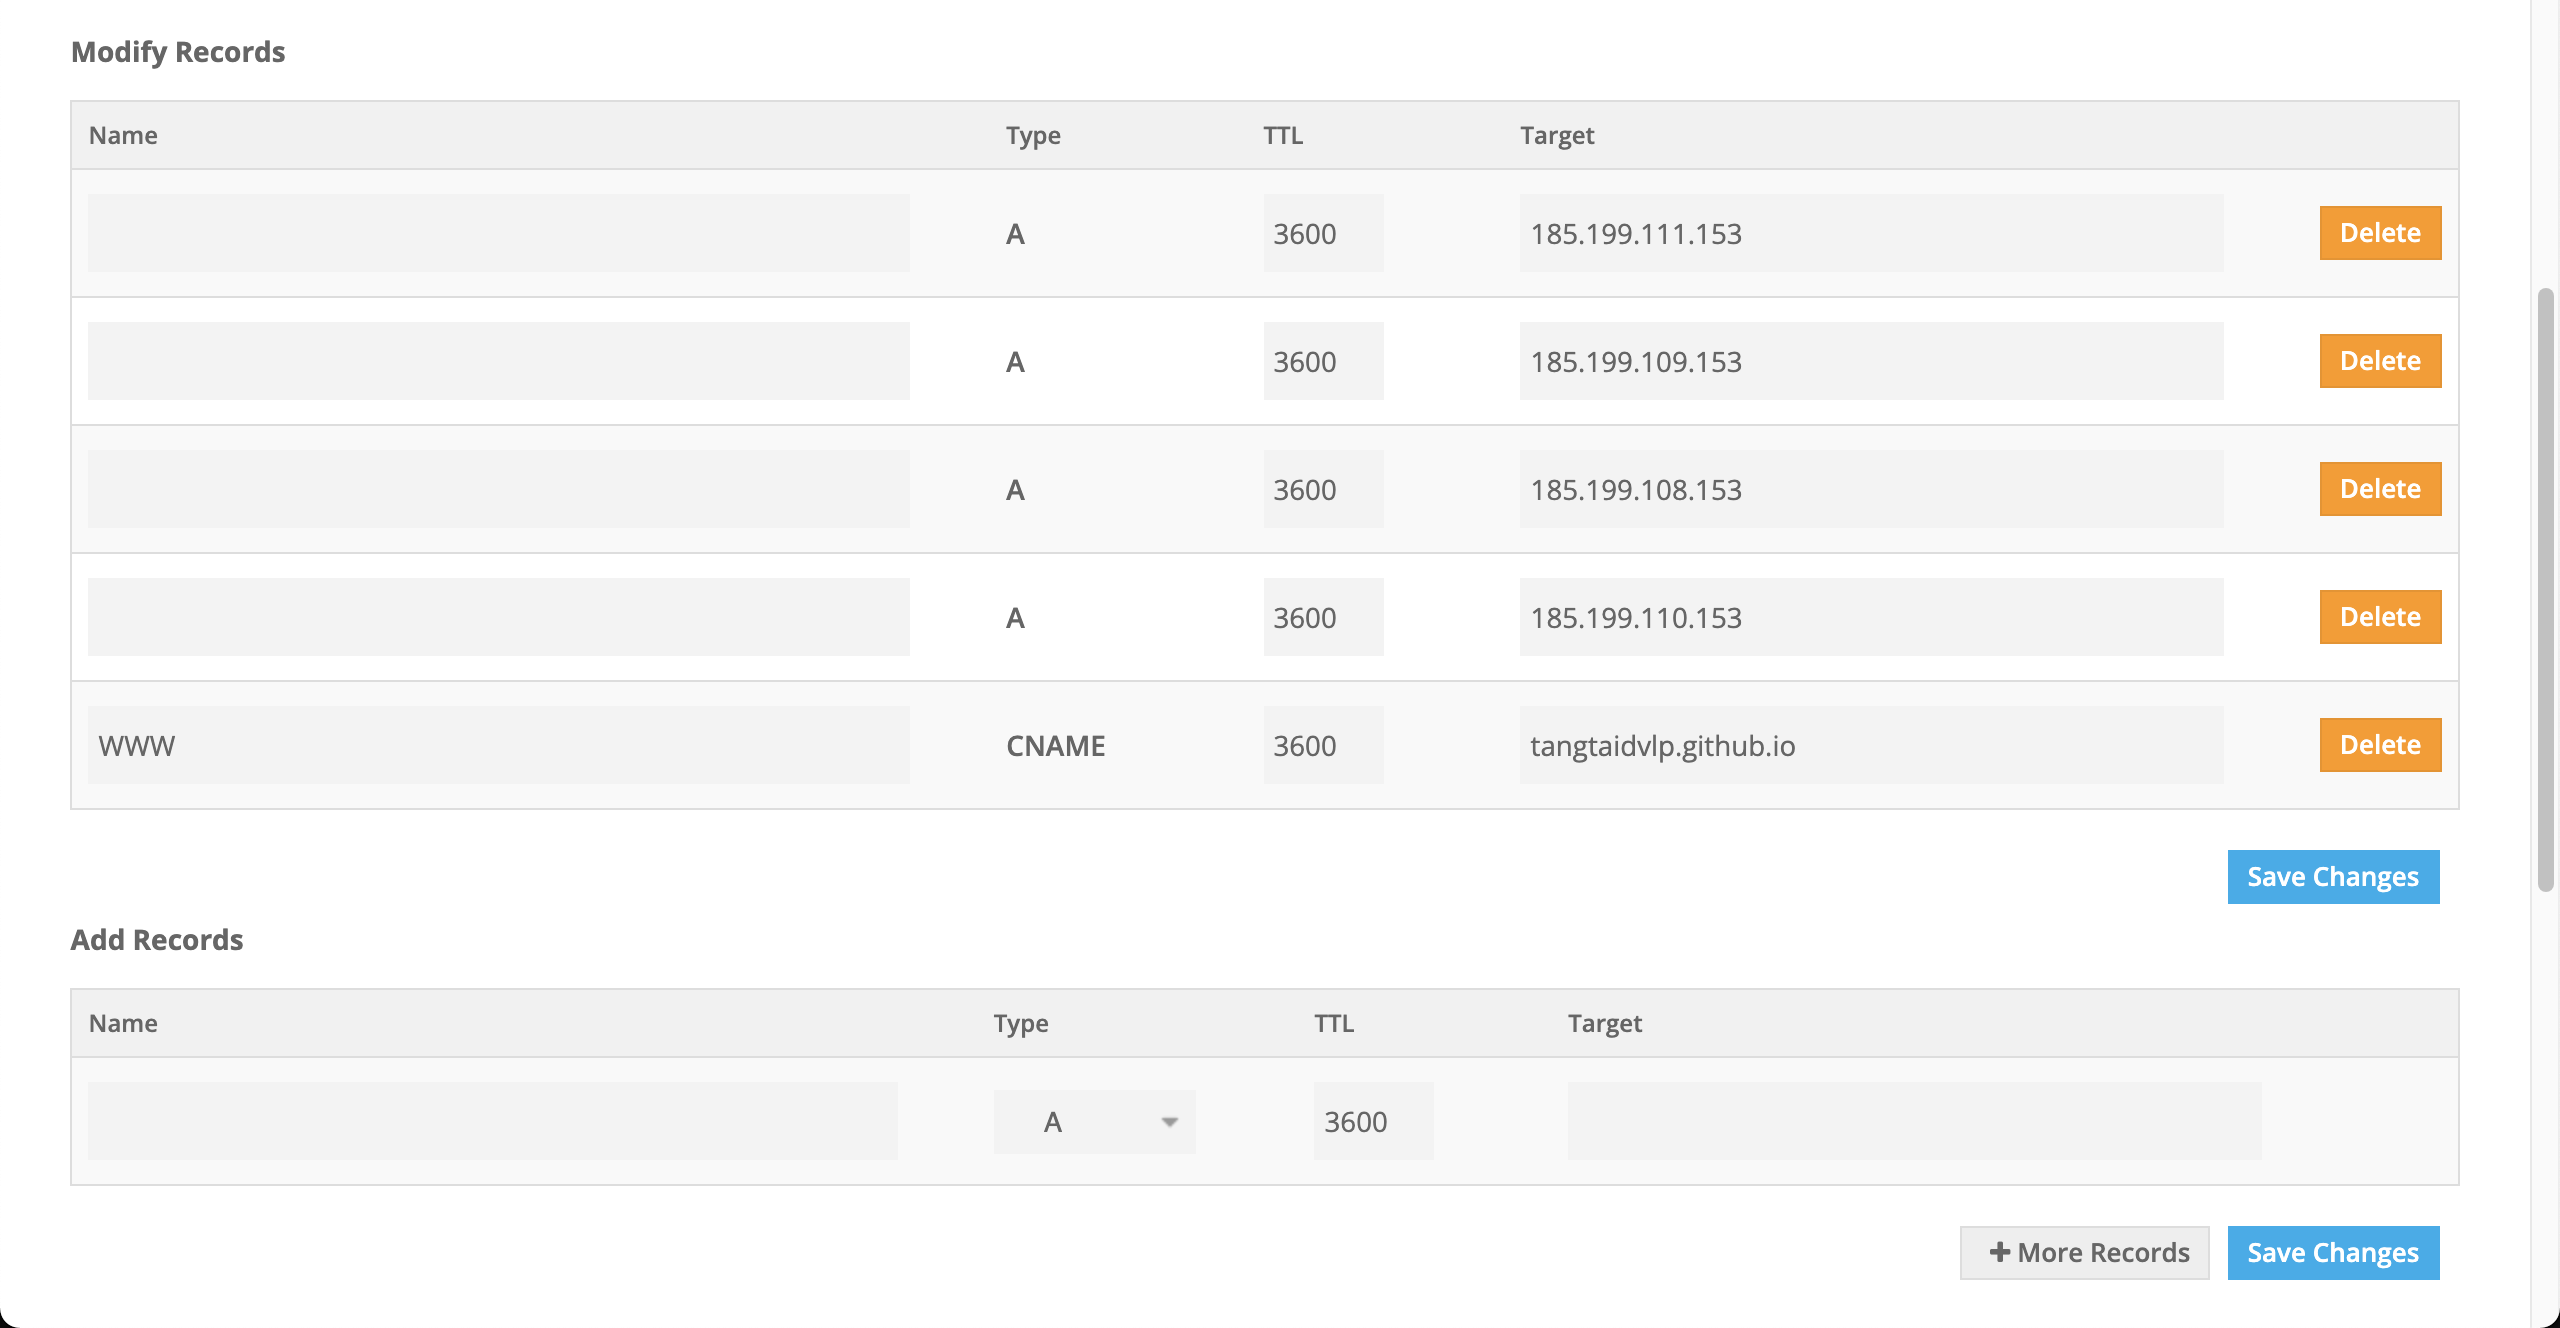 Modify Records
Name Type TTL Target
A 3600 185.199.111.153 Delete
A 3600 185.199.109.153 Delete
A 3600 185.199.108.153 Delete
A 3600 185.199.110.153 Delete
WWW CNAME 3600 tangtaidvlp.github.io Delete
Save Changes
Add Records
Name Type TTL Target
A 3600
+ More Records Save Changes